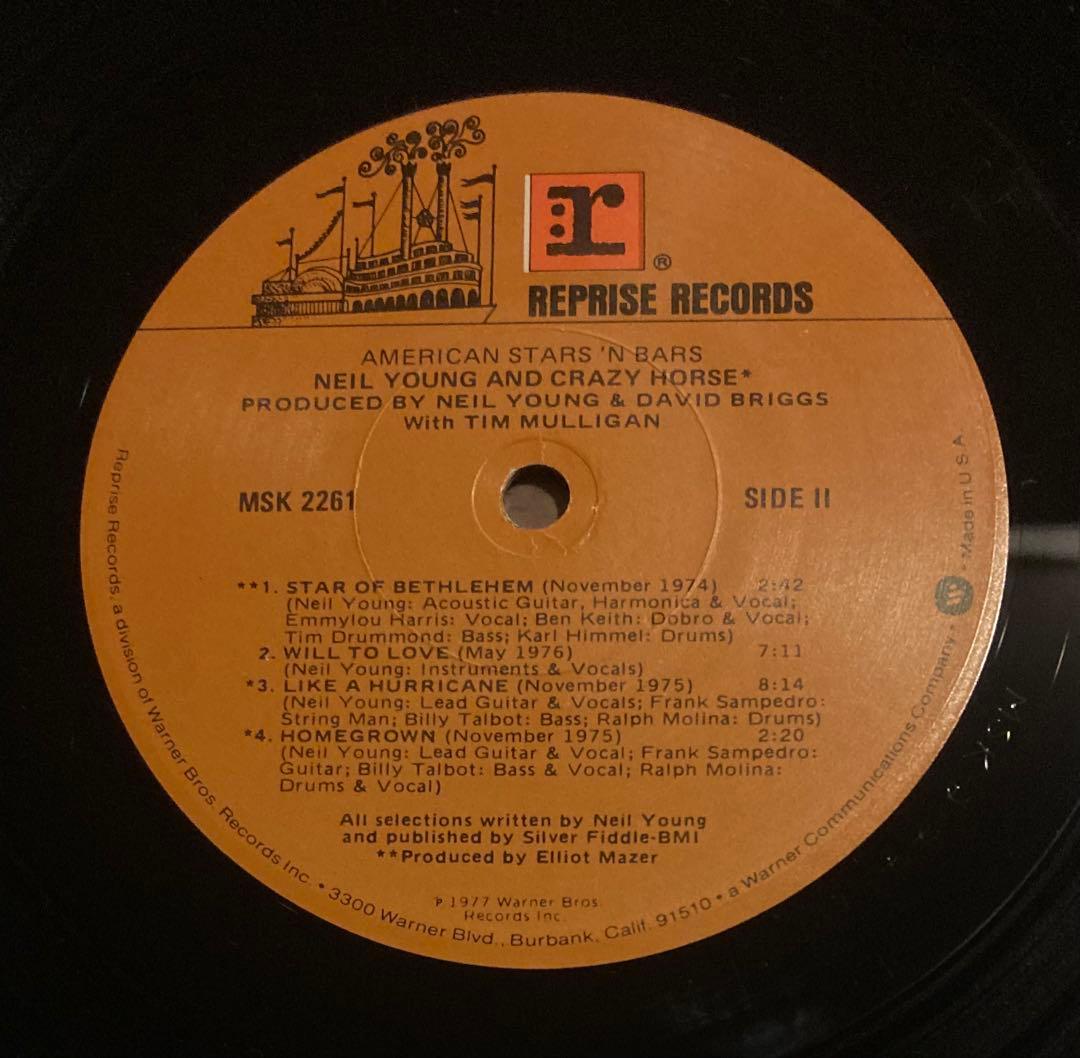 r
®
REPRISE RECORDS
AMERICAN STARS 'N BARS
NEIL YOUNG AND CRAZY HORSE*
PRODUCED BY NEIL YOUNG & DAVID BRIGGS
With TIM MULLIGAN
MSK 2261
SIDE II
**1. STAR OF BETHLEHEM (November 1974) 2:42
(Neil Young: Acoustic Guitar, Harmonica & Vocal;
Emmylou Harris: Vocal; Ben Keith: Dobro & Vocal;
Tim Drummond: Bass; Karl Himmel: Drums)
2. WILL TO LOVE (May 1976) 7:11
(Neil Young: Instruments & Vocals)
*3. LIKE A HURRICANE (November 1975) 8:14
(Neil Young: Lead Guitar & Vocals; Frank Sampedro:
String Man; Billy Talbot: Bass; Ralph Molina: Drums)
*4. HOMEGROWN (November 1975) 2:20
(Neil Young: Lead Guitar & Vocal; Frank Sampedro:
Guitar; Billy Talbot: Bass & Vocal; Ralph Molina:
Drums & Vocal)
All selections written by Neil Young
and published by Silver Fiddle-BMI
**Produced by Elliot Mazer
℗ 1977 Warner Bros.
Records Inc.
Reprise Records, a division of Warner Bros. Records Inc. • 3300 Warner Blvd., Burbank, Calif. 91510 • a Warner Communications Company • Made in U.S.A.